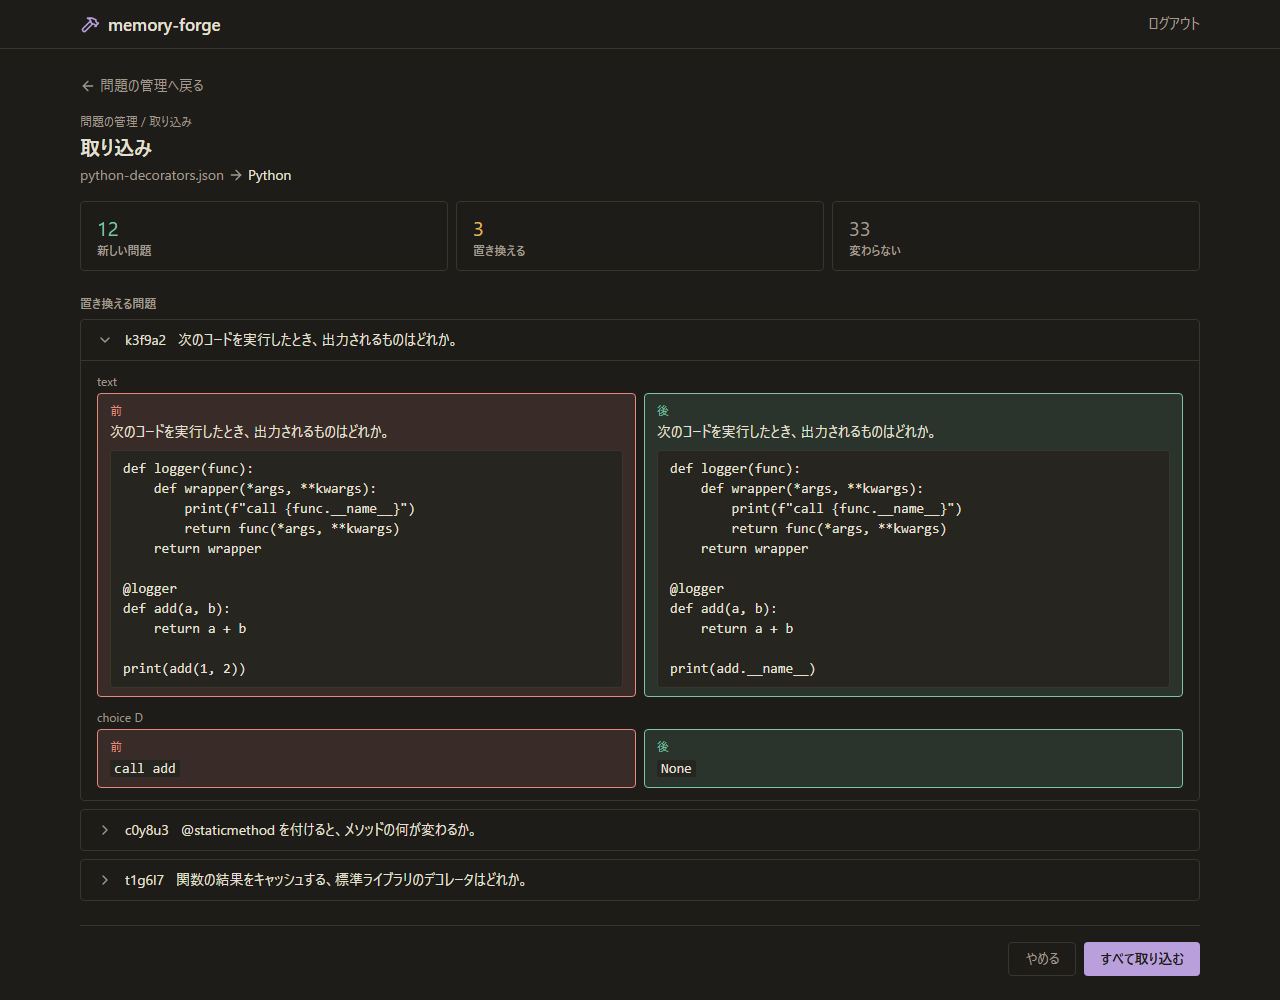 memory-forge
ログアウト
← 問題の管理へ戻る
問題の管理 / 取り込み
取り込み
python-decorators.json → Python
12
新しい問題
3
置き換える
33
変わらない
置き換える問題
k3f9a2 次のコードを実行したとき、出力されるものはどれか。
text
前
次のコードを実行したとき、出力されるものはどれか。
def logger(func):
    def wrapper(*args, **kwargs):
        print(f"call {func.__name__}")
        return func(*args, **kwargs)
    return wrapper

@logger
def add(a, b):
    return a + b

print(add(1, 2))
後
次のコードを実行したとき、出力されるものはどれか。
def logger(func):
    def wrapper(*args, **kwargs):
        print(f"call {func.__name__}")
        return func(*args, **kwargs)
    return wrapper

@logger
def add(a, b):
    return a + b

print(add.__name__)
choice D
前
call add
後
None
c0y8u3 @staticmethod を付けると、メソッドの何が変わるか。
t1g6l7 関数の結果をキャッシュする、標準ライブラリのデコレータはどれか。
やめる
すべて取り込む